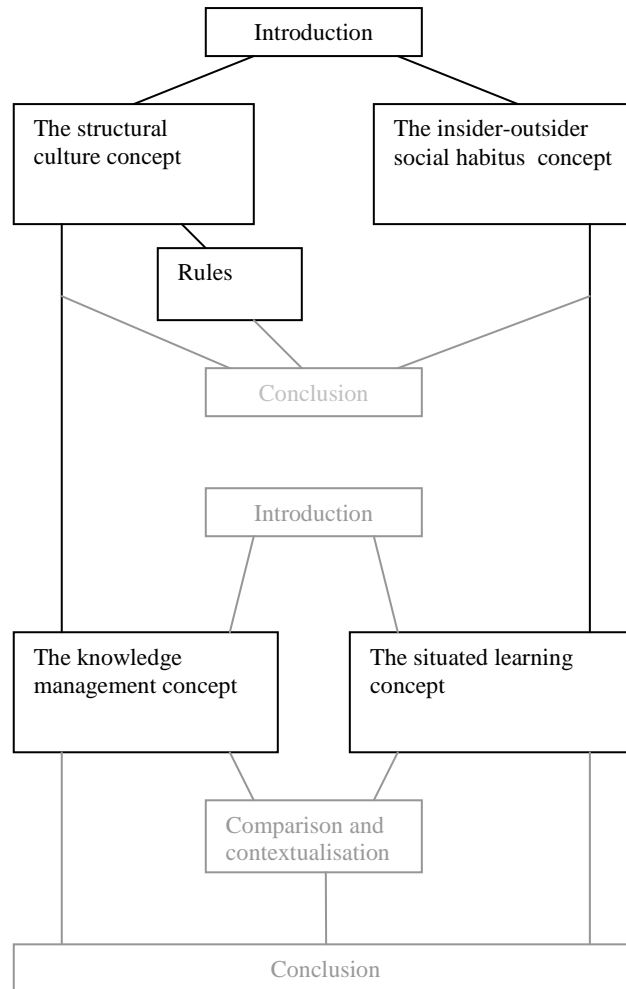 Introduction
The structural
culture concept
The insider-outsider
social habitus  concept
Rules
Conclusion
Introduction
The knowledge
management concept
The situated learning
concept
Comparison and
contextualisation
Conclusion